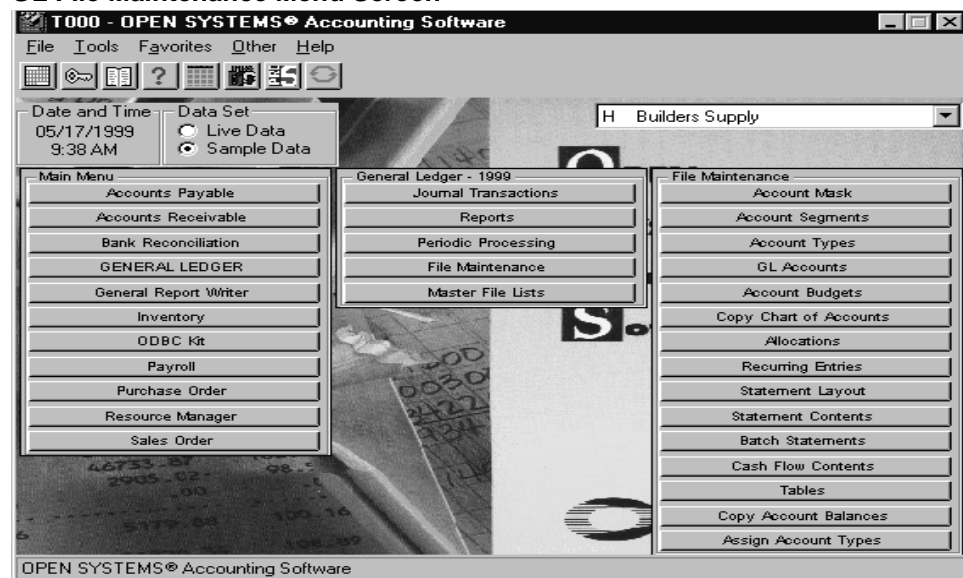 GL File Maintenance Menu Screen
T000 - OPEN SYSTEMS® Accounting Software
File Tools Favorites Other Help
Date and Time
05/17/1999
9:38 AM
Data Set
Live Data
Sample Data
H Builders Supply
Main Menu
Accounts Payable
Accounts Receivable
Bank Reconciliation
GENERAL LEDGER
General Report Writer
Inventory
ODBC Kit
Payroll
Purchase Order
Resource Manager
Sales Order
General Ledger - 1999
Journal Transactions
Reports
Periodic Processing
File Maintenance
Master File Lists
File Maintenance
Account Mask
Account Segments
Account Types
GL Accounts
Account Budgets
Copy Chart of Accounts
Allocations
Recurring Entries
Statement Layout
Statement Contents
Batch Statements
Cash Flow Contents
Tables
Copy Account Balances
Assign Account Types
OPEN SYSTEMS® Accounting Software